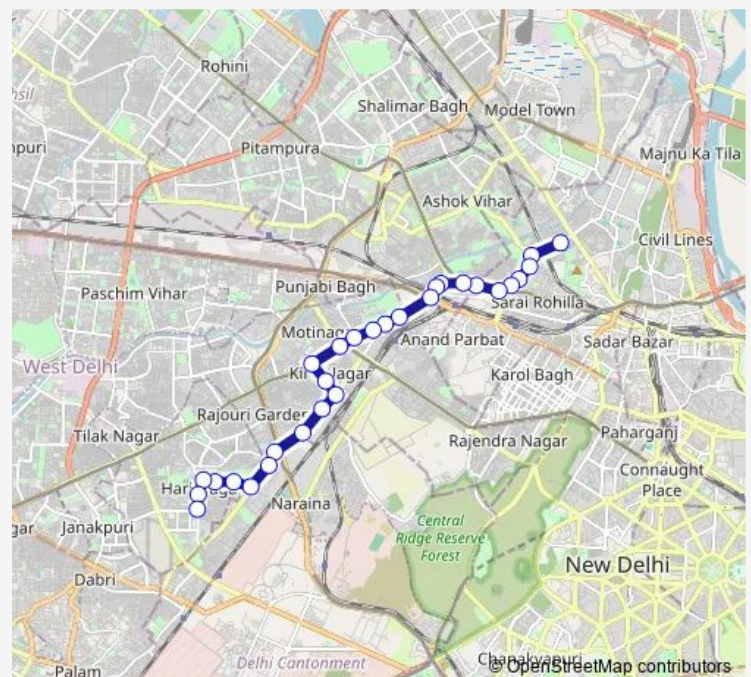 Rohini
Shalimar Bagh
Model Town
Pitampura
Majnu Ka Tila
Ashok Vihar
Civil Lines
Punjabi Bagh
Paschim Vihar
Sarai Rohilla
Anand Parbat
Sadar Bazar
West Delhi
Karol Bagh
Tilak Nagar
Rajendra Nagar
Paharganj
Connaught
Place
Janakpuri
Naraina
Central
Ridge Reserve
Forest
New Delhi
Dabri
Delhi Cantonment
Palam
Chanakyapuri
© OpenStreetMap contributors